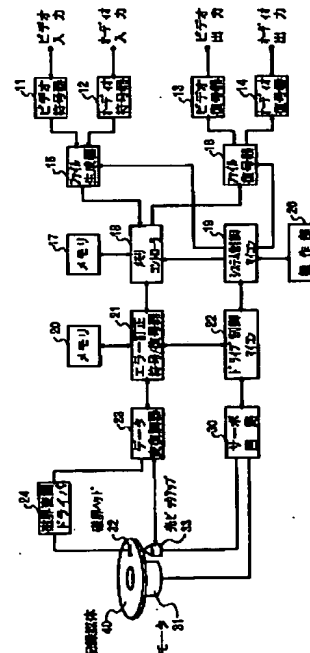 ビデオ
入力
オーディオ
入力
ビデオ
出力
オーディオ
出力
11
ビデオ
符号器
12
オーディオ
符号器
13
ビデオ
復号器
14
オーディオ
復号器
15
ファイル
生成器
16
ファイル
復号器
17
メモリ
18
メモリ
コントローラ
19
システム制御
マイコン
26
操作部
20
メモリ
21
エラー訂正
符号/復号器
22
ドライブ制御
マイコン
23
データ
変復調器
30
サーボ
回路
24
磁界変調
ドライバ
磁界ヘッド
32
光ピックアップ
33
記録媒体
40
モータ
31